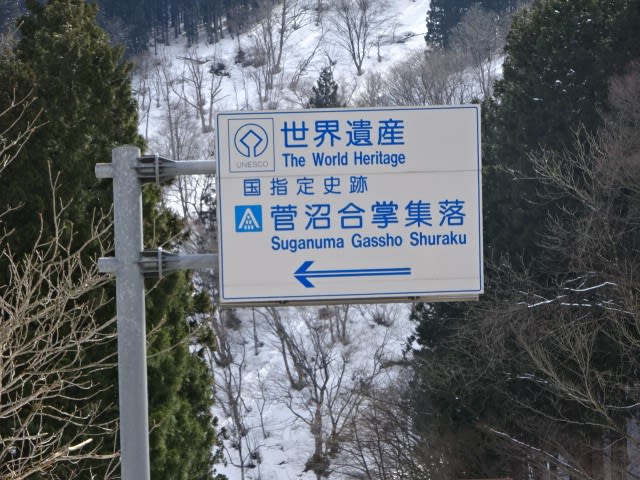 世界遺産
The World Heritage
UNESCO
国指定史跡
菅沼合掌集落
Suganuma Gassho Shuraku